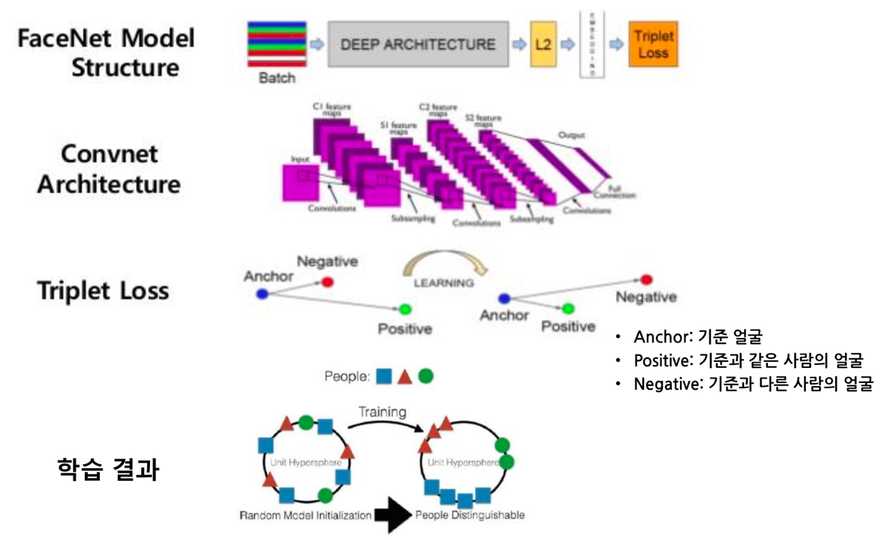 FaceNet Model
Structure
Batch
DEEP ARCHITECTURE
L2
EMBEDDING
Triplet
Loss
Convnet
Architecture
Input
C1 feature
maps
S1 feature
maps
C2 feature
maps
S2 feature
maps
Output
Convolutions
Subsampling
Convolutions
Subsampling
Convolutions
Full
Connection
Triplet Loss
Anchor
Negative
Positive
LEARNING
Anchor
Positive
Negative
• Anchor: 기준 얼굴
• Positive: 기준과 같은 사람의 얼굴
• Negative: 기준과 다른 사람의 얼굴
People:
학습 결과
Training
Unit Hypersphere
Unit Hypersphere
Random Model Initialization
People Distinguishable